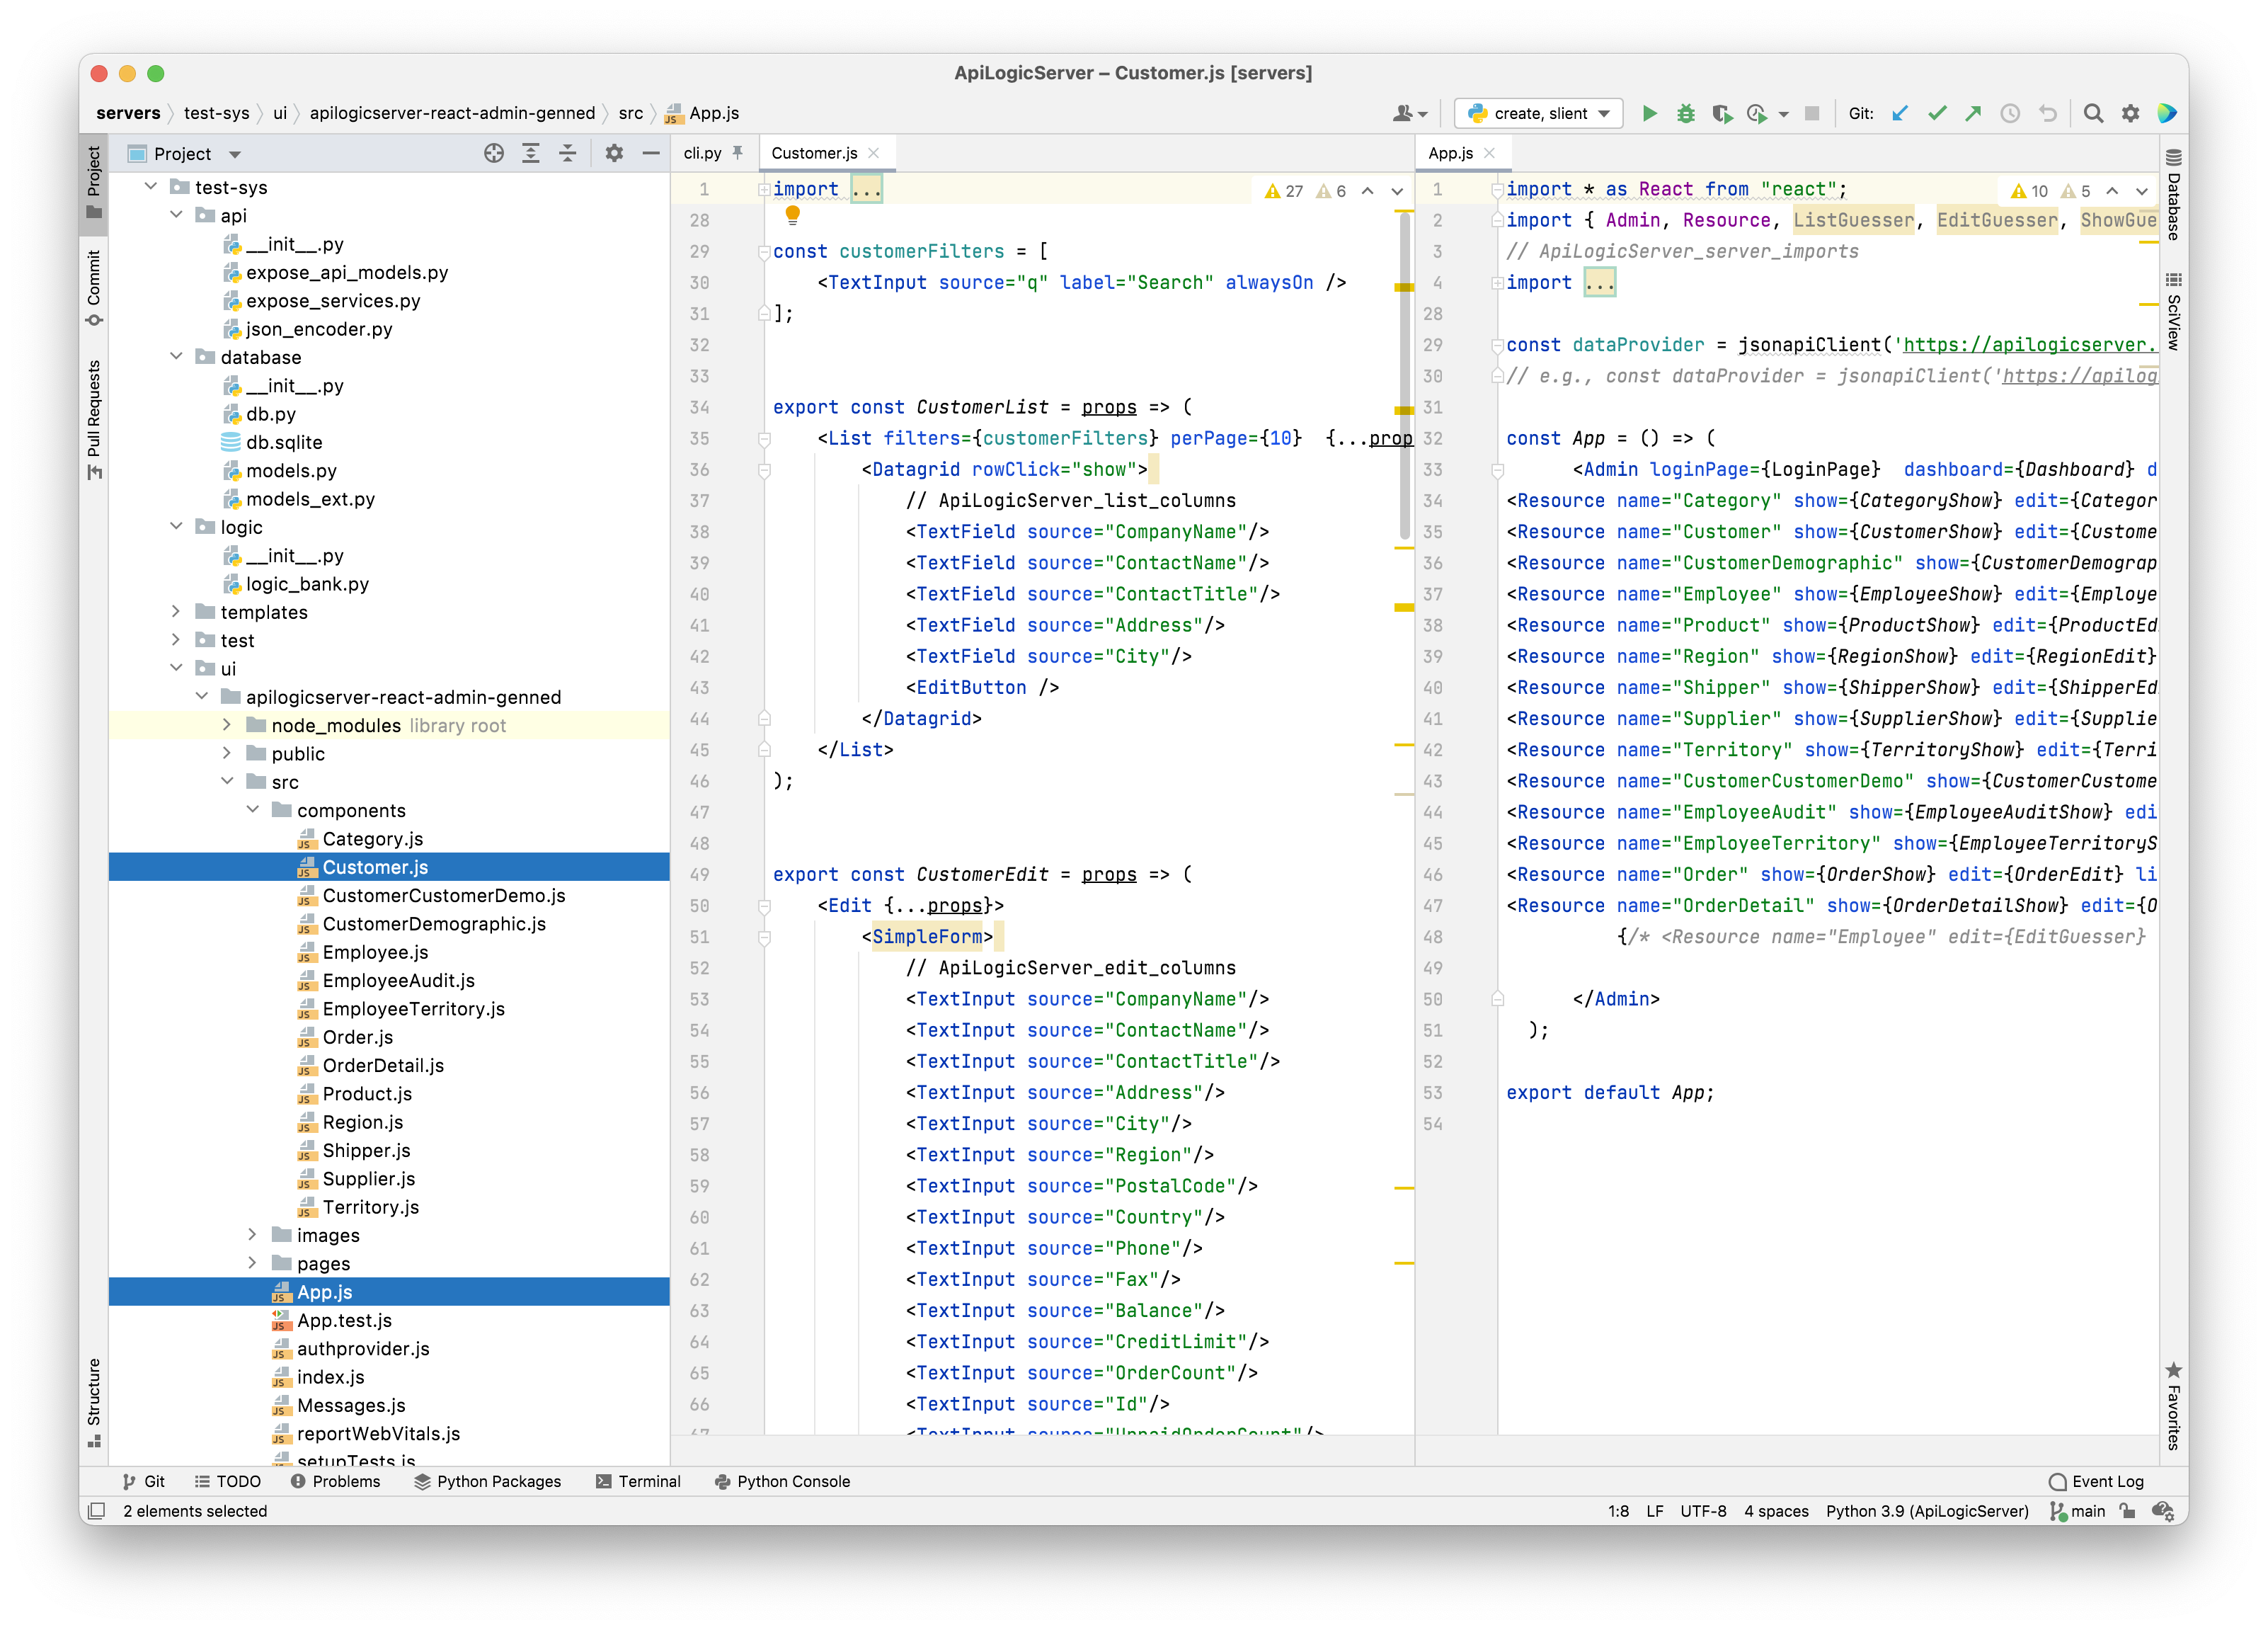 ApiLogicServer – Customer.js [servers]
servers test-sys ui apilogicserver-react-admin-genned src App.js
create, slient
Git:
Project
Commit
Pull Requests
Structure
Project
test-sys
api
__init__.py
expose_api_models.py
expose_services.py
json_encoder.py
database
__init__.py
db.py
db.sqlite
models.py
models_ext.py
logic
__init__.py
logic_bank.py
templates
test
ui
apilogicserver-react-admin-genned
node_modules library root
public
src
components
Category.js
Customer.js
CustomerCustomerDemo.js
CustomerDemographic.js
Employee.js
EmployeeAudit.js
EmployeeTerritory.js
Order.js
OrderDetail.js
Product.js
Region.js
Shipper.js
Supplier.js
Territory.js
images
pages
App.js
App.test.js
authprovider.js
index.js
Messages.js
reportWebVitals.js
setupTests.js
cli.py Customer.js
27 6
1 import ...
28
29 const customerFilters = [
30 <TextInput source="q" label="Search" alwaysOn />
31 ];
32
33
34 export const CustomerList = props => (
35 <List filters={customerFilters} perPage={10} {...prop
36 <Datagrid rowClick="show">
37 // ApiLogicServer_list_columns
38 <TextField source="CompanyName"/>
39 <TextField source="ContactName"/>
40 <TextField source="ContactTitle"/>
41 <TextField source="Address"/>
42 <TextField source="City"/>
43 <EditButton />
44 </Datagrid>
45 </List>
46 );
47
48
49 export const CustomerEdit = props => (
50 <Edit {...props}>
51 <SimpleForm>
52 // ApiLogicServer_edit_columns
53 <TextInput source="CompanyName"/>
54 <TextInput source="ContactName"/>
55 <TextInput source="ContactTitle"/>
56 <TextInput source="Address"/>
57 <TextInput source="City"/>
58 <TextInput source="Region"/>
59 <TextInput source="PostalCode"/>
60 <TextInput source="Country"/>
61 <TextInput source="Phone"/>
62 <TextInput source="Fax"/>
63 <TextInput source="Balance"/>
64 <TextInput source="CreditLimit"/>
65 <TextInput source="OrderCount"/>
66 <TextInput source="Id"/>
67 <TextInput source="UnpaidOrderCount"/>
App.js
10 5
1 import * as React from "react";
2 import { Admin, Resource, ListGuesser, EditGuesser, ShowGue
3 // ApiLogicServer_server_imports
4 import ...
28
29 const dataProvider = jsonapiClient('https://apilogicserver.
30 // e.g., const dataProvider = jsonapiClient('https://apilog
31
32 const App = () => (
33 <Admin loginPage={LoginPage} dashboard={Dashboard} d
34 <Resource name="Category" show={CategoryShow} edit={Categor
35 <Resource name="Customer" show={CustomerShow} edit={Custome
36 <Resource name="CustomerDemographic" show={CustomerDemograp
37 <Resource name="Employee" show={EmployeeShow} edit={Employe
38 <Resource name="Product" show={ProductShow} edit={ProductEd
39 <Resource name="Region" show={RegionShow} edit={RegionEdit}
40 <Resource name="Shipper" show={ShipperShow} edit={ShipperEd
41 <Resource name="Supplier" show={SupplierShow} edit={Supplie
42 <Resource name="Territory" show={TerritoryShow} edit={Terri
43 <Resource name="CustomerCustomerDemo" show={CustomerCustome
44 <Resource name="EmployeeAudit" show={EmployeeAuditShow} edi
45 <Resource name="EmployeeTerritory" show={EmployeeTerritoryS
46 <Resource name="Order" show={OrderShow} edit={OrderEdit} li
47 <Resource name="OrderDetail" show={OrderDetailShow} edit={O
48 {/* <Resource name="Employee" edit={EditGuesser}
49
50 </Admin>
51 );
52
53 export default App;
54
Database
SciView
Favorites
Git TODO Problems Python Packages Terminal Python Console Event Log
2 elements selected 1:8 LF UTF-8 4 spaces Python 3.9 (ApiLogicServer) main